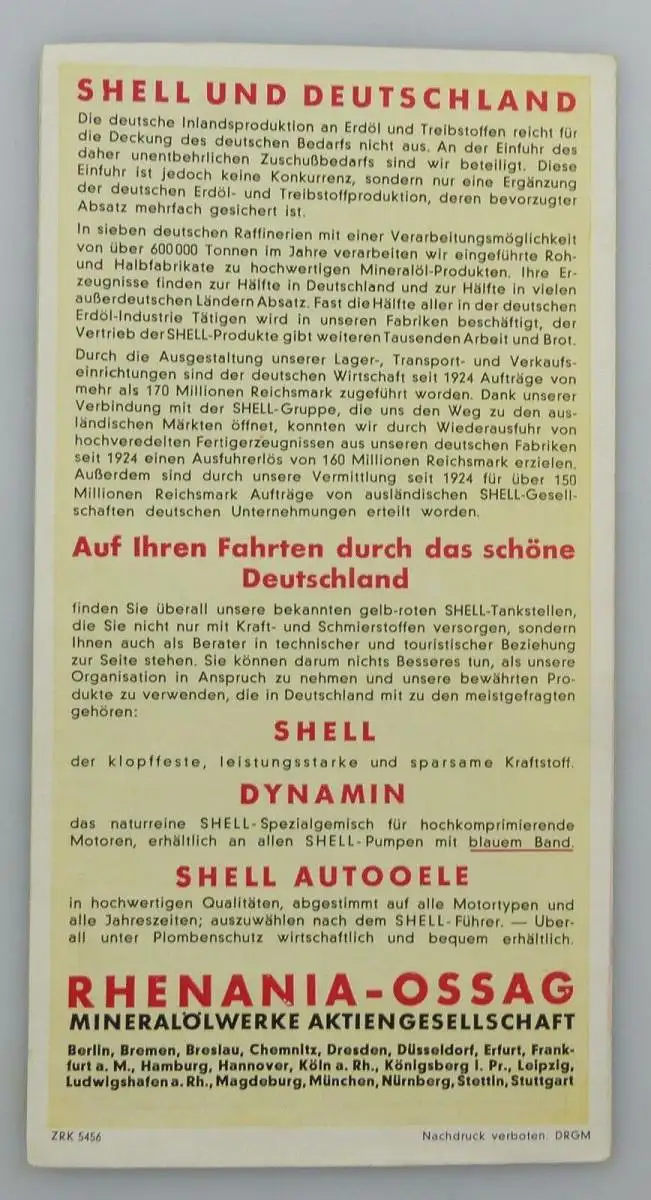 SHELL UND DEUTSCHLAND
Die deutsche Inlandsproduktion an Erdöl und Treibstoffen reicht für
die Deckung des deutschen Bedarfs nicht aus. An der Einfuhr des
daher unentbehrlichen Zuschußbedarfs sind wir beteiligt. Diese
Einfuhr ist jedoch keine Konkurrenz, sondern nur eine Ergänzung
der deutschen Erdöl- und Treibstoffproduktion, deren bevorzugter
Absatz mehrfach gesichert ist.
In sieben deutschen Raffinerien mit einer Verarbeitungsmöglichkeit
von über 600000 Tonnen im Jahre verarbeiten wir eingeführte Roh-
und Halbfabrikate zu hochwertigen Mineralöl-Produkten. Ihre Er-
zeugnisse finden zur Hälfte in Deutschland und zur Hälfte in vielen
außerdeutschen Ländern Absatz. Fast die Hälfte aller in der deutschen
Erdöl-Industrie Tätigen wird in unseren Fabriken beschäftigt, der
Vertrieb der SHELL-Produkte gibt weiteren Tausenden Arbeit und Brot.
Durch die Ausgestaltung unserer Lager-, Transport- und Verkaufs-
einrichtungen sind der deutschen Wirtschaft seit 1924 Aufträge von
mehr als 170 Millionen Reichsmark zugeführt worden. Dank unserer
Verbindung mit der SHELL-Gruppe, die uns den Weg zu den aus-
ländischen Märkten öffnet, konnten wir durch Wiederausfuhr von
hochveredelten Fertigerzeugnissen aus unseren deutschen Fabriken
seit 1924 einen Ausfuhrerlös von 160 Millionen Reichsmark erzielen.
Außerdem sind durch unsere Vermittlung seit 1924 für über 150
Millionen Reichsmark Aufträge von ausländischen SHELL-Gesell-
schaften deutschen Unternehmungen erteilt worden.
Auf Ihren Fahrten durch das schöne
Deutschland
finden Sie überall unsere bekannten gelb-roten SHELL-Tankstellen,
die Sie nicht nur mit Kraft- und Schmierstoffen versorgen, sondern
Ihnen auch als Berater in technischer und touristischer Beziehung
zur Seite stehen. Sie können darum nichts Besseres tun, als unsere
Organisation in Anspruch zu nehmen und unsere bewährten Pro-
dukte zu verwenden, die in Deutschland mit zu den meistgefragten
gehören:
SHELL
der klopffeste, leistungsstarke und sparsame Kraftstoff.
DYNAMIN
das naturreine SHELL-Spezialgemisch für hochkomprimierende
Motoren, erhältlich an allen SHELL-Pumpen mit blauem Band.
SHELL AUTOOELE
in hochwertigen Qualitäten, abgestimmt auf alle Motortypen und
alle Jahreszeiten; auszuwählen nach dem SHELL-Führer. — Über-
all unter Plombenschutz wirtschaftlich und bequem erhältlich.
RHENANIA-OSSAG
MINERALÖLWERKE AKTIENGESELLSCHAFT
Berlin, Bremen, Breslau, Chemnitz, Dresden, Düsseldorf, Erfurt, Frank-
furt a. M., Hamburg, Hannover, Köln a. Rh., Königsberg i. Pr., Leipzig,
Ludwigshafen a. Rh., Magdeburg, München, Nürnberg, Stettin, Stuttgart
ZRK 5456 Nachdruck verboten. DRGM